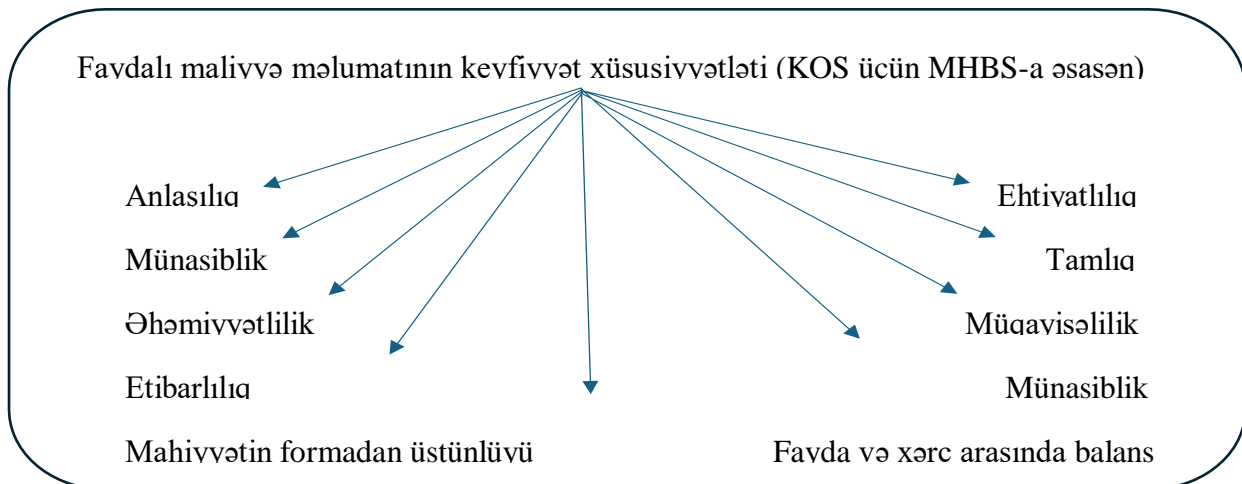 Faydalı maliyyə məlumatının keyfiyyət xüsusiyyətləti (KOS üçün MHBS-a əsasən)
Anlaşılıq
Ehtiyatlılıq
Münasiblik
Tamlıq
Əhəmiyyətlilik
Müqayisəlilik
Etibarlılıq
Münasiblik
Mahiyyətin formadan üstünlüyü
Fayda və xərc arasında balans